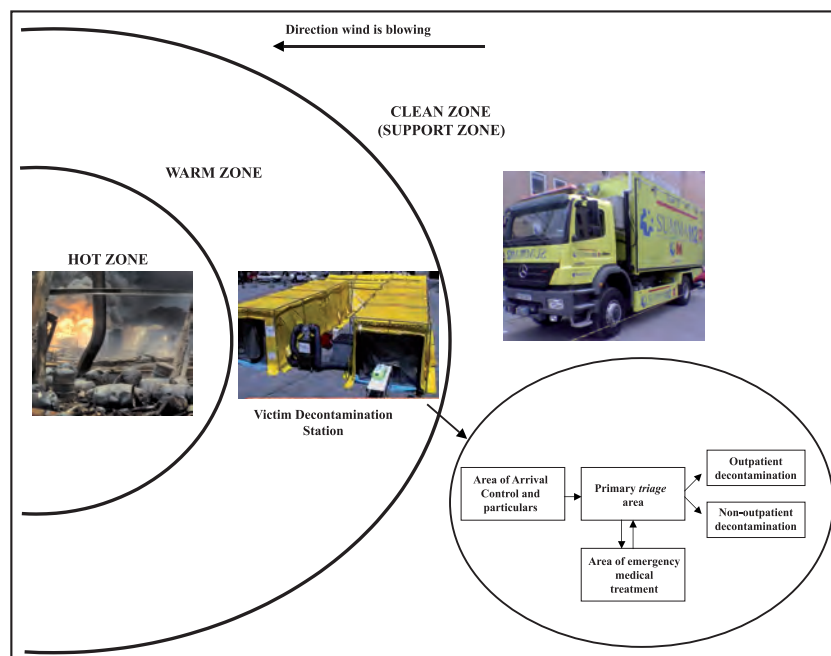 Direction wind is blowing
CLEAN ZONE
(SUPPORT ZONE)
WARM ZONE
HOT ZONE
SUMMA112
Victim Decontamination
Station
Area of Arrival
Control and
particulars
Primary triage
area
Outpatient
decontamination
Non-outpatient
decontamination
Area of emergency
medical
treatment